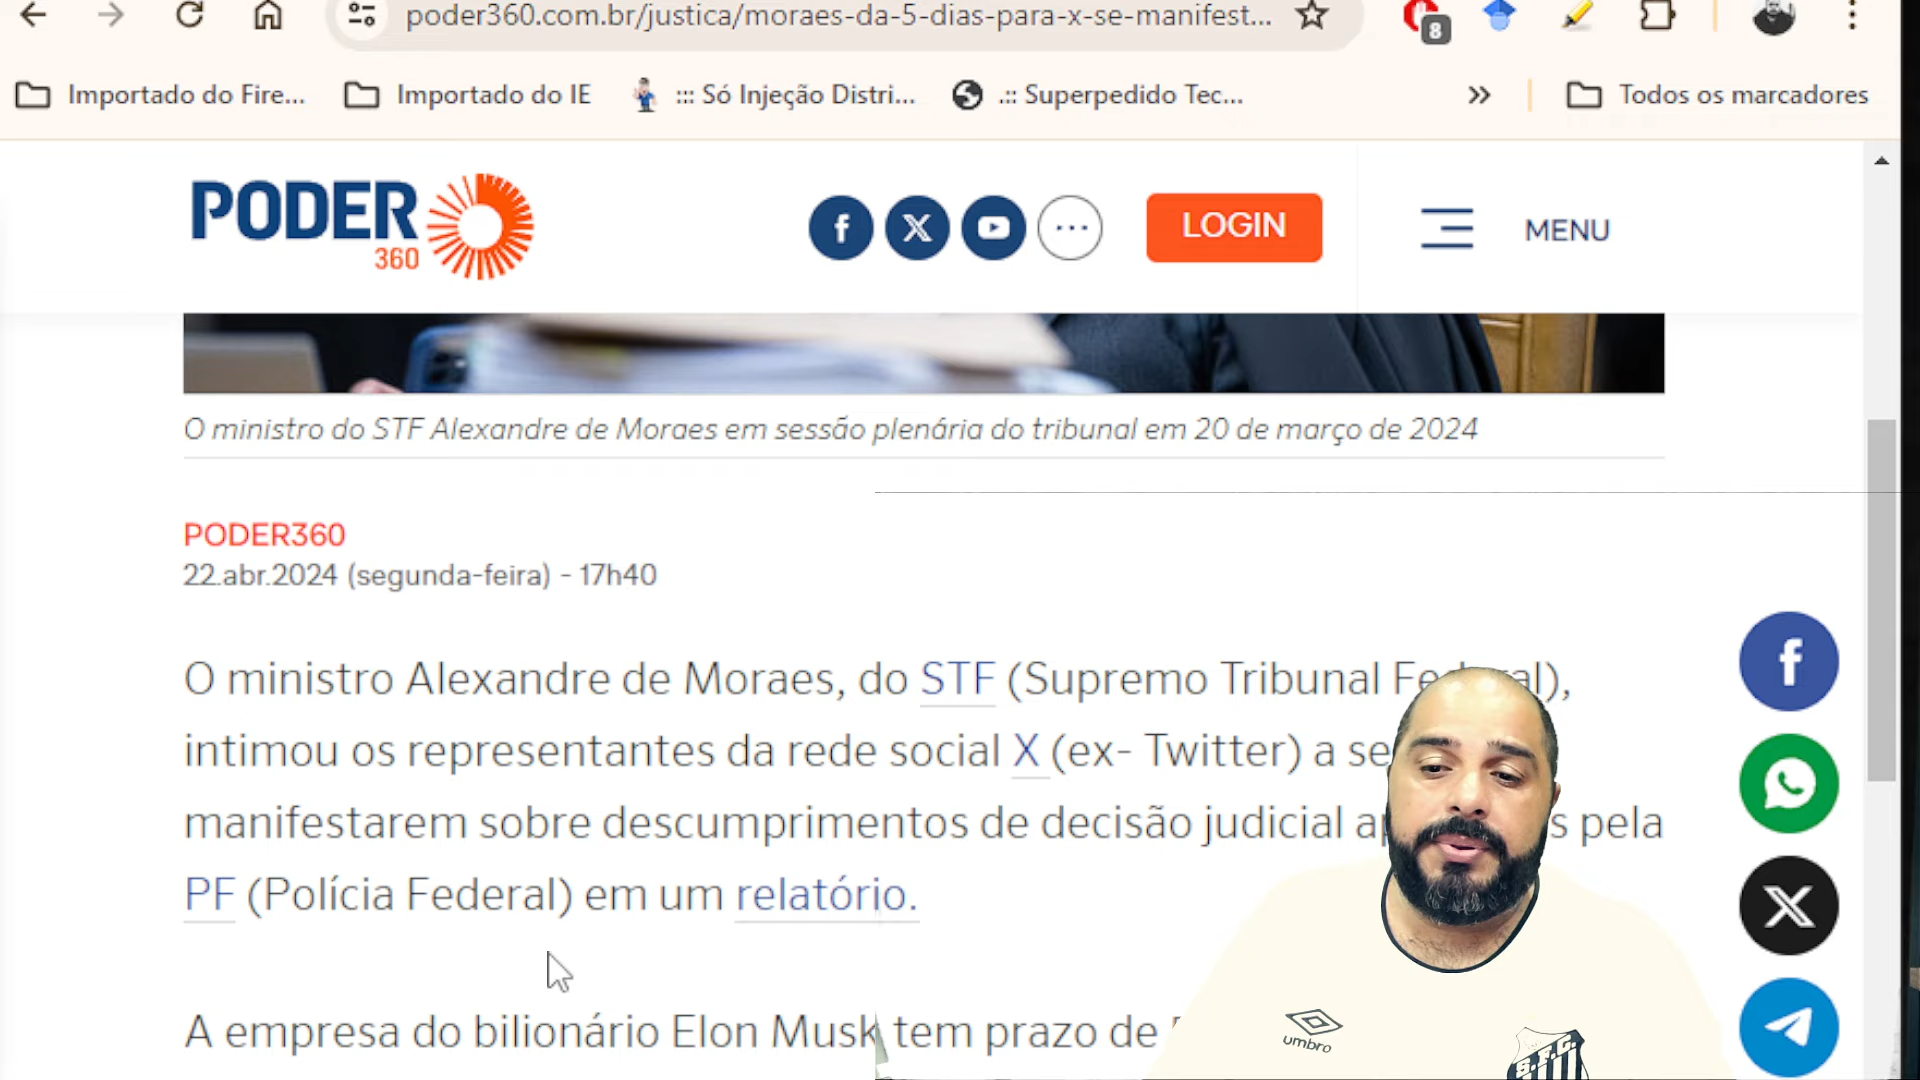 poder360.com.br/justica/moraes-da-5-dias-para-x-se-manifest...
8
Importado do Fire... Importado do IE ::: Só Injeção Distri... .:: Superpedido Tec... » Todos os marcadores
PODER
360
LOGIN
MENU
O ministro do STF Alexandre de Moraes em sessão plenária do tribunal em 20 de março de 2024
PODER360
22.abr.2024 (segunda-feira) - 17h40
O ministro Alexandre de Moraes, do STF (Supremo Tribunal
intimou os representantes da rede social X (ex- Twitter) a se
manifestarem sobre descumprimentos de decisão judicial pela
PF (Polícia Federal) em um relatório.
A empresa do bilionário Elon Musk tem prazo de
umbro
S.F.C.